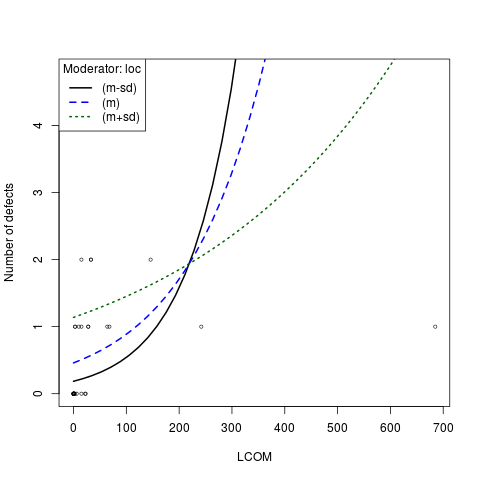 Moderator: loc
(m-sd)
(m)
(m+sd)
Number of defects
4
3
2
1
0
0 100 200 300 400 500 600 700
LCOM